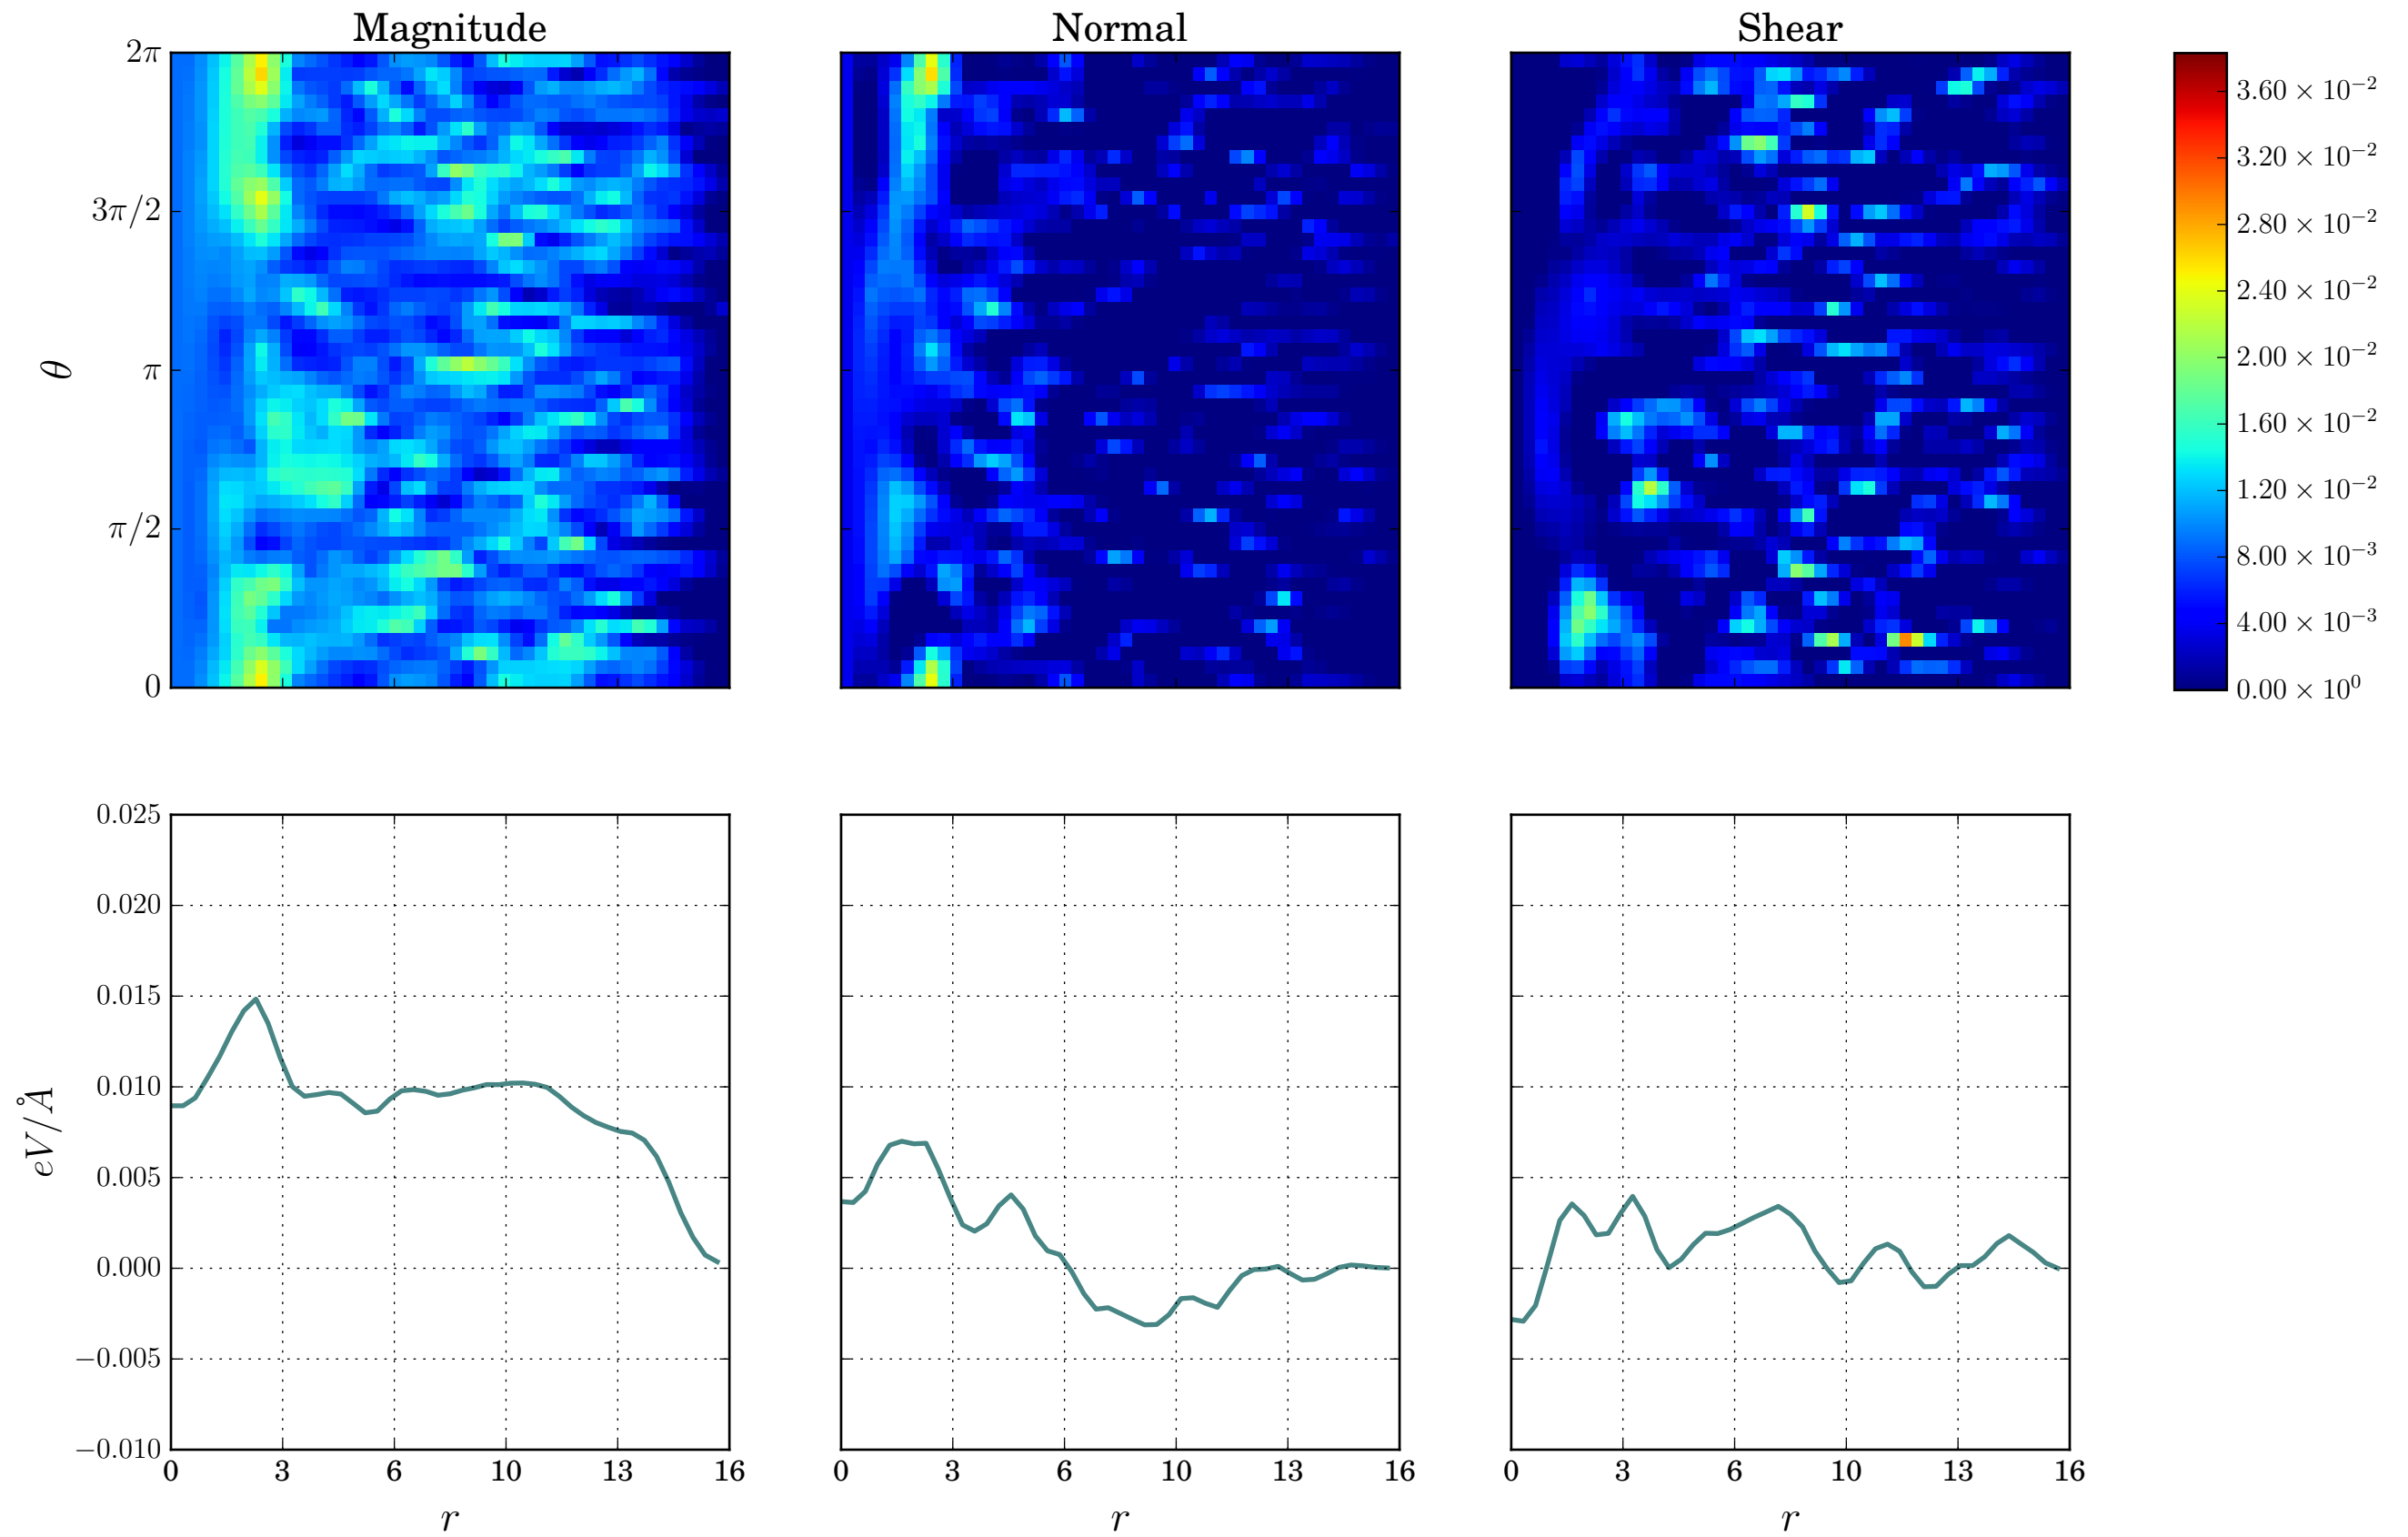 Magnitude Normal Shear
2π
3π/2
π
π/2
0
θ
3.60 × 10⁻²
3.20 × 10⁻²
2.80 × 10⁻²
2.40 × 10⁻²
2.00 × 10⁻²
1.60 × 10⁻²
1.20 × 10⁻²
8.00 × 10⁻³
4.00 × 10⁻³
0.00 × 10⁰
0.025
0.020
0.015
0.010
0.005
0.000
−0.005
−0.010
eV/Å
0 3 6 10 13 16 0 3 6 10 13 16 0 3 6 10 13 16
r r r